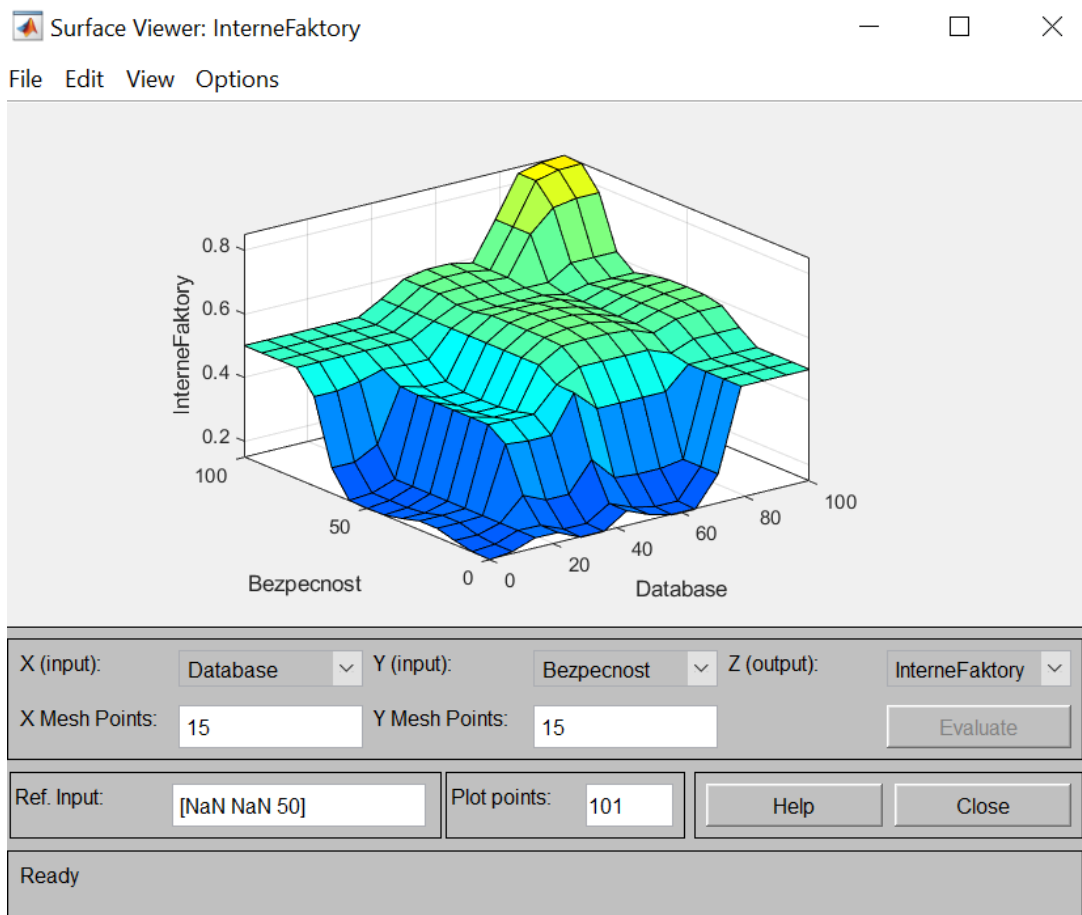 Surface Viewer: InterneFaktory
File Edit View Options
InterneFaktory
0.8
0.6
0.4
0.2
100
50
0
Bezpecnost
0
20
40
60
80
100
Database
X (input): Database Y (input): Bezpecnost Z (output): InterneFaktory
X Mesh Points: 15 Y Mesh Points: 15 Evaluate
Ref. Input: [NaN NaN 50] Plot points: 101 Help Close
Ready